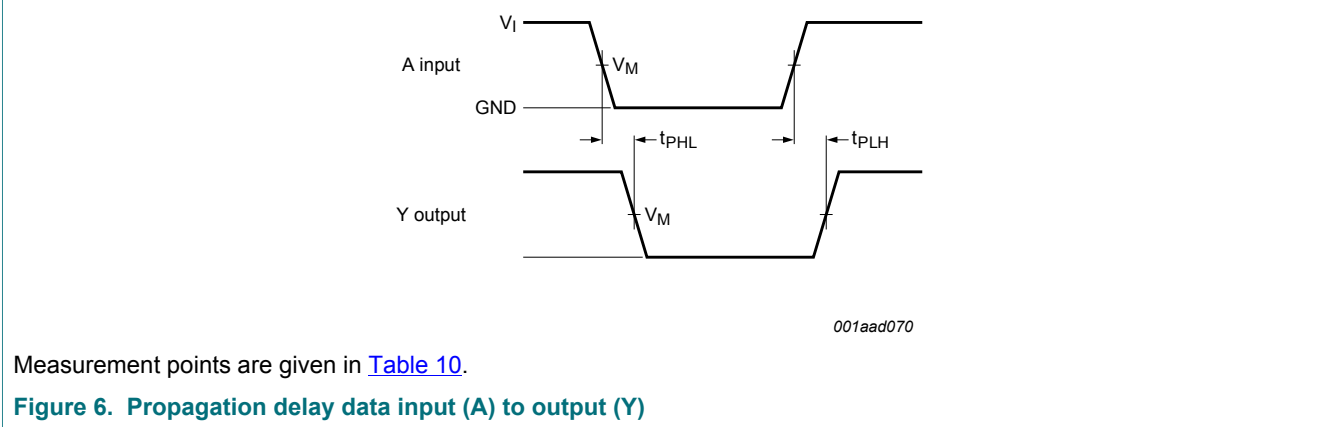 VI
A input
VM
GND
tPHL
tPLH
Y output
VM
001aad070
Measurement points are given in Table 10.
Figure 6. Propagation delay data input (A) to output (Y)